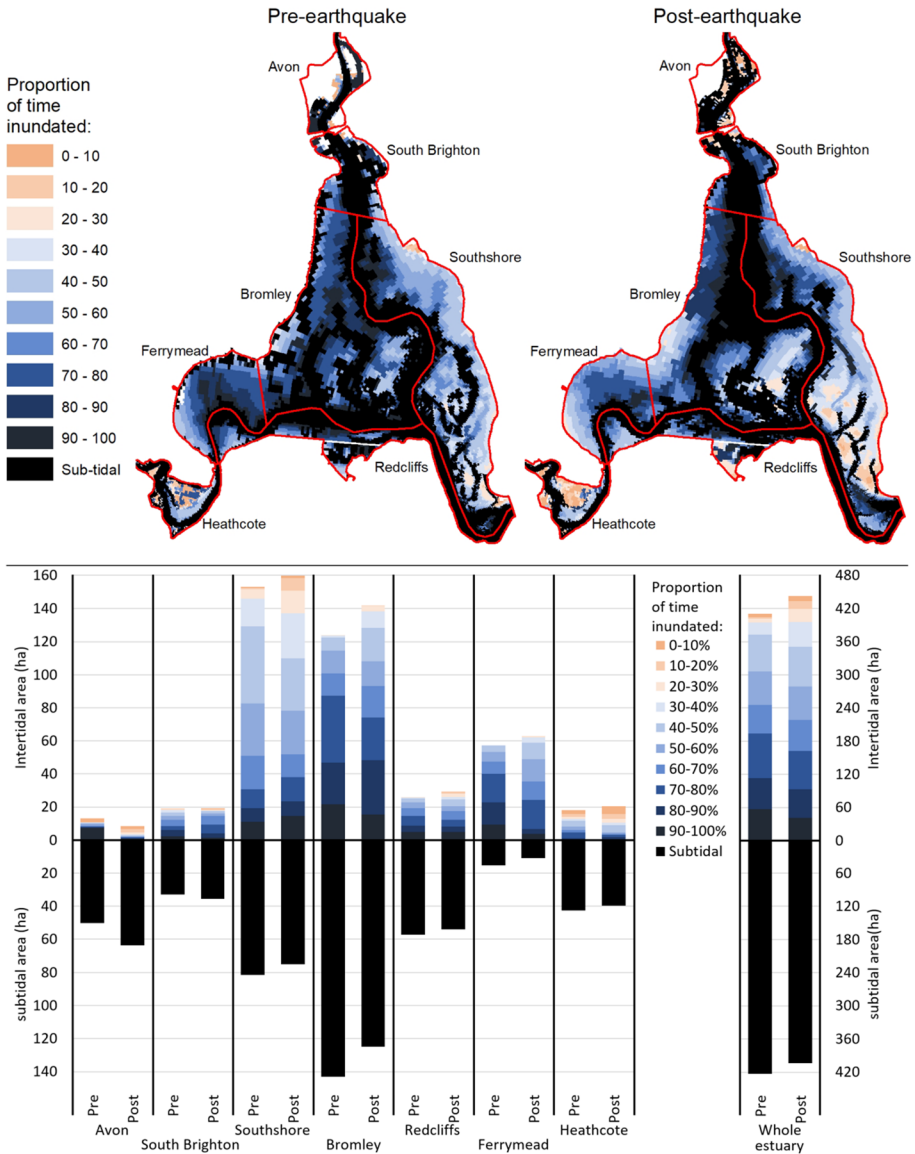 Pre-earthquake
Post-earthquake
Proportion
of time
inundated:
0 - 10
10 - 20
20 - 30
30 - 40
40 - 50
50 - 60
60 - 70
70 - 80
80 - 90
90 - 100
Sub-tidal
Avon
South Brighton
Southshore
Bromley
Ferrymead
Redcliffs
Heathcote
Avon
South Brighton
Southshore
Bromley
Ferrymead
Redcliffs
Heathcote
Intertidal area (ha)
subtidal area (ha)
160
140
120
100
80
60
40
20
0
20
40
60
80
100
120
140
Proportion
of time
inundated:
0-10%
10-20%
20-30%
30-40%
40-50%
50-60%
60-70%
70-80%
80-90%
90-100%
Subtidal
480
420
360
300
240
180
120
60
0
60
120
180
240
300
360
420
Intertidal area (ha)
subtidal area(ha)
Pre Post Pre Post Pre Post Pre Post Pre Post Pre Post Pre Post Pre Post
Avon Southshore Redcliffs Heathcote Whole
South Brighton Bromley Ferrymead estuary